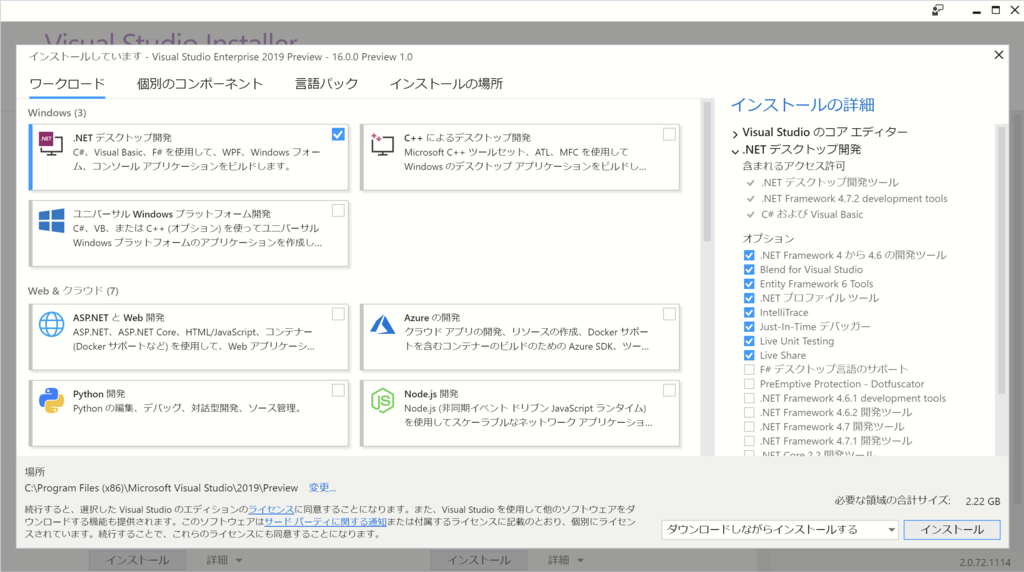 Visual Studio Installer
インストールしています - Visual Studio Enterprise 2019 Preview - 16.0.0 Preview 1.0
ワークロード 個別のコンポーネント 言語パック インストールの場所
Windows (3)
.NET
.NET デスクトップ開発
C#、Visual Basic、F# を使用して、WPF、Windows フォー
ム、コンソール アプリケーションをビルドします。
C++ によるデスクトップ開発
Microsoft C++ ツールセット、ATL、MFC を使用して
Windows のデスクトップ アプリケーションをビルドし...
ユニバーサル Windows プラットフォーム開発
C#、VB、または C++ (オプション) を使ってユニバーサル
Windows プラットフォームのアプリケーションを作成し...
Web & クラウド (7)
ASP.NET と Web 開発
ASP.NET、ASP.NET Core、HTML/JavaScript、コンテナー
(Docker サポートなど) を使用して、Web アプリケーシ...
Azure の開発
クラウド アプリの開発、リソースの作成、Docker サポー
トを含むコンテナーのビルドのための Azure SDK、ツー...
Python 開発
Python の編集、デバッグ、対話型開発、ソース管理。
JS
Node.js 開発
Node.js (非同期イベント ドリブン JavaScript ランタイム)
を使用してスケーラブルなネットワーク アプリケーショ...
インストールの詳細
Visual Studio のコア エディター
.NET デスクトップ開発
含まれるアクセス許可
.NET デスクトップ開発ツール
.NET Framework 4.7.2 development tools
C# および Visual Basic
オプション
.NET Framework 4 から 4.6 の開発ツール
Blend for Visual Studio
Entity Framework 6 Tools
.NET プロファイル ツール
IntelliTrace
Just-In-Time デバッガー
Live Unit Testing
Live Share
F# デスクトップ言語のサポート
PreEmptive Protection - Dotfuscator
.NET Framework 4.6.1 development tools
.NET Framework 4.6.2 開発ツール
.NET Framework 4.7 開発ツール
.NET Framework 4.7.1 開発ツール
.NET Core 2.2 開発ツール
場所
C:\Program Files (x86)\Microsoft Visual Studio\2019\Preview 変更...
続行すると、選択した Visual Studio のエディションのライセンスに同意することになります。また、Visual Studio を使用して他のソフトウェアをダ
ウンロードする機能も提供されます。このソフトウェアはサード パーティに関する通知または付属するライセンスに記載のとおり、個別にライセン
スされています。続行することで、これらのライセンスにも同意することになります。
必要な領域の合計サイズ: 2.22 GB
ダウンロードしながらインストールする インストール
インストール 詳細 インストール 詳細
2.0.72.1114